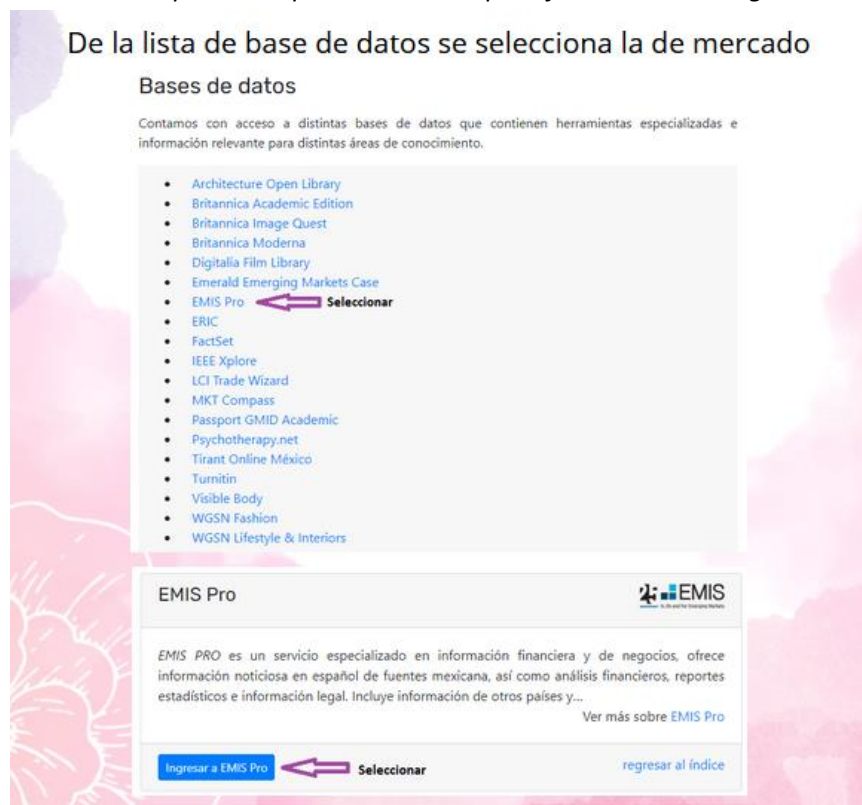 De la lista de base de datos se selecciona la de mercado
Bases de datos
Contamos con acceso a distintas bases de datos que contienen herramientas especializadas e
información relevante para distintas áreas de conocimiento.
• Architecture Open Library
• Britannica Academic Edition
• Britannica Image Quest
• Britannica Moderna
• Digitalia Film Library
• Emerald Emerging Markets Case
• EMIS Pro Seleccionar
• ERIC
• FactSet
• IEEE Xplore
• LCI Trade Wizard
• MKT Compass
• Passport GMID Academic
• Psychotherapy.net
• Tirant Online México
• Turnitin
• Visible Body
• WGSN Fashion
• WGSN Lifestyle & Interiors
EMIS Pro
EMIS
EMIS PRO es un servicio especializado en información financiera y de negocios, ofrece
información noticiosa en español de fuentes mexicana, así como análisis financieros, reportes
estadísticos e información legal. Incluye información de otros países y...
Ver más sobre EMIS Pro
Ingresar a EMIS Pro Seleccionar regresar al índice